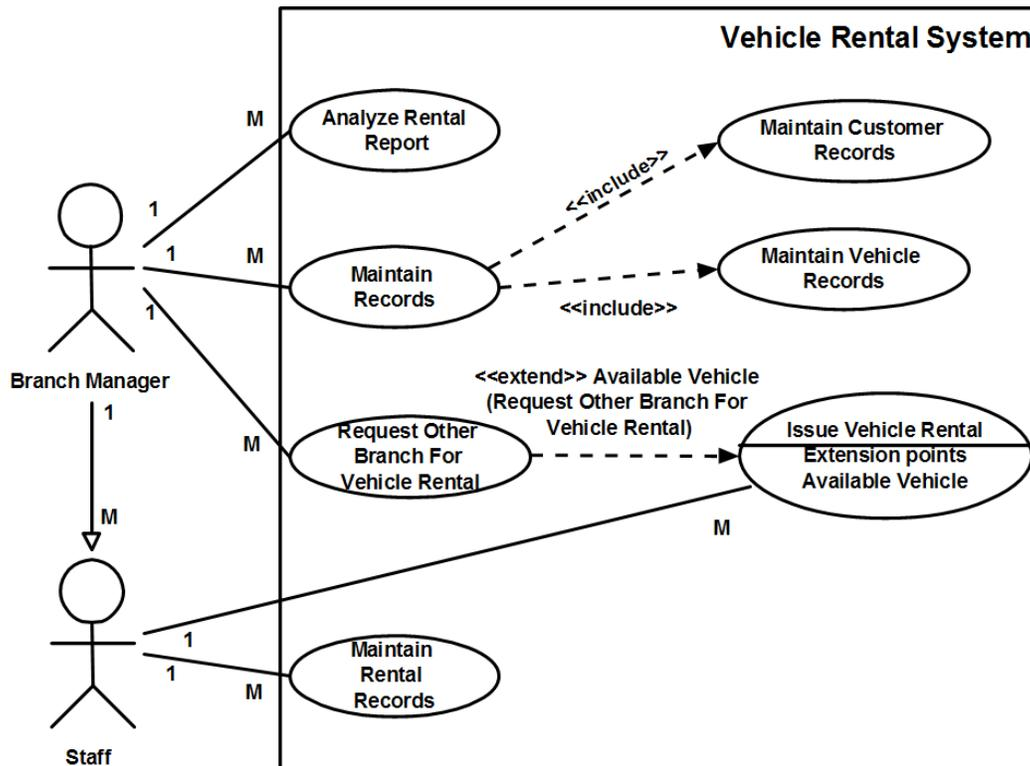 Vehicle Rental System
M
Analyze Rental
Report
Maintain Customer
Records
<<include>>
1
1
M
Maintain
Records
Maintain Vehicle
Records
<<include>>
1
Branch Manager
1
M
<<extend>> Available Vehicle
(Request Other Branch For
Vehicle Rental)
Request Other
Branch For
Vehicle Rental
Issue Vehicle Rental
Extension points
Available Vehicle
M
M
1
1
M
Maintain
Rental
Records
Staff